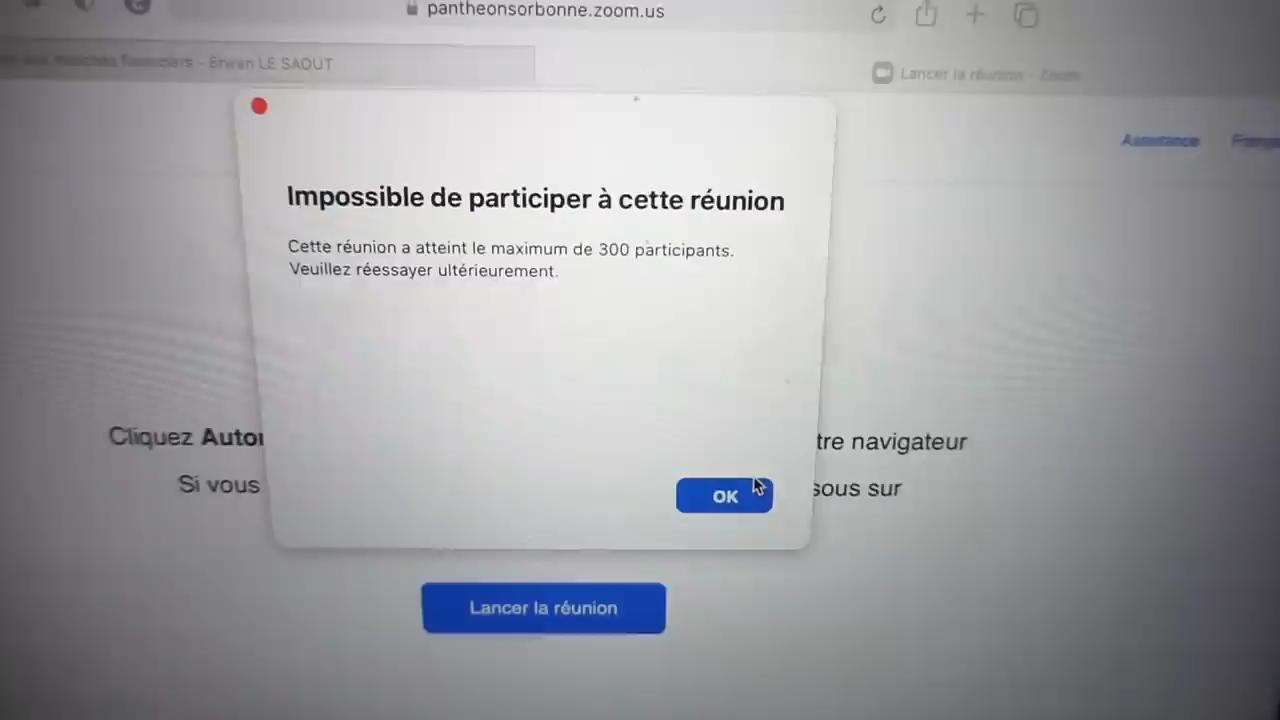 pantheonsorbonne.zoom.us
marchés financiers - Erwan LE SAOUT
Lancer la réunion - Zoom
Assistance
Impossible de participer à cette réunion
Cette réunion a atteint le maximum de 300 participants.
Veuillez réessayer ultérieurement.
Cliquez Autor
tre navigateur
Si vous
sous sur
OK
Lancer la réunion